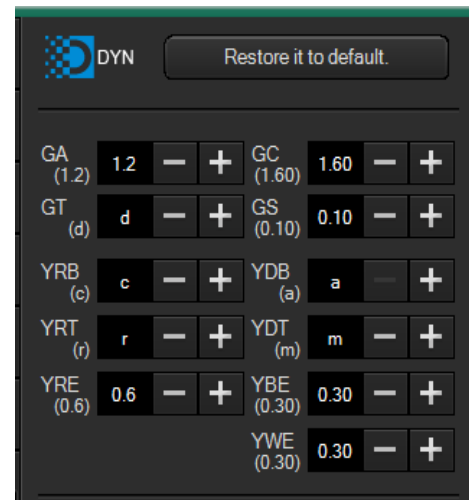 DYN Restore it to default.
GA (1.2) 1.2 − + GC (1.60) 1.60 − +
GT (d) d − + GS (0.10) 0.10 − +
YRB (c) c − + YDB (a) a − +
YRT (r) r − + YDT (m) m − +
YRE (0.6) 0.6 − + YBE (0.30) 0.30 − +
YWE (0.30) 0.30 − +